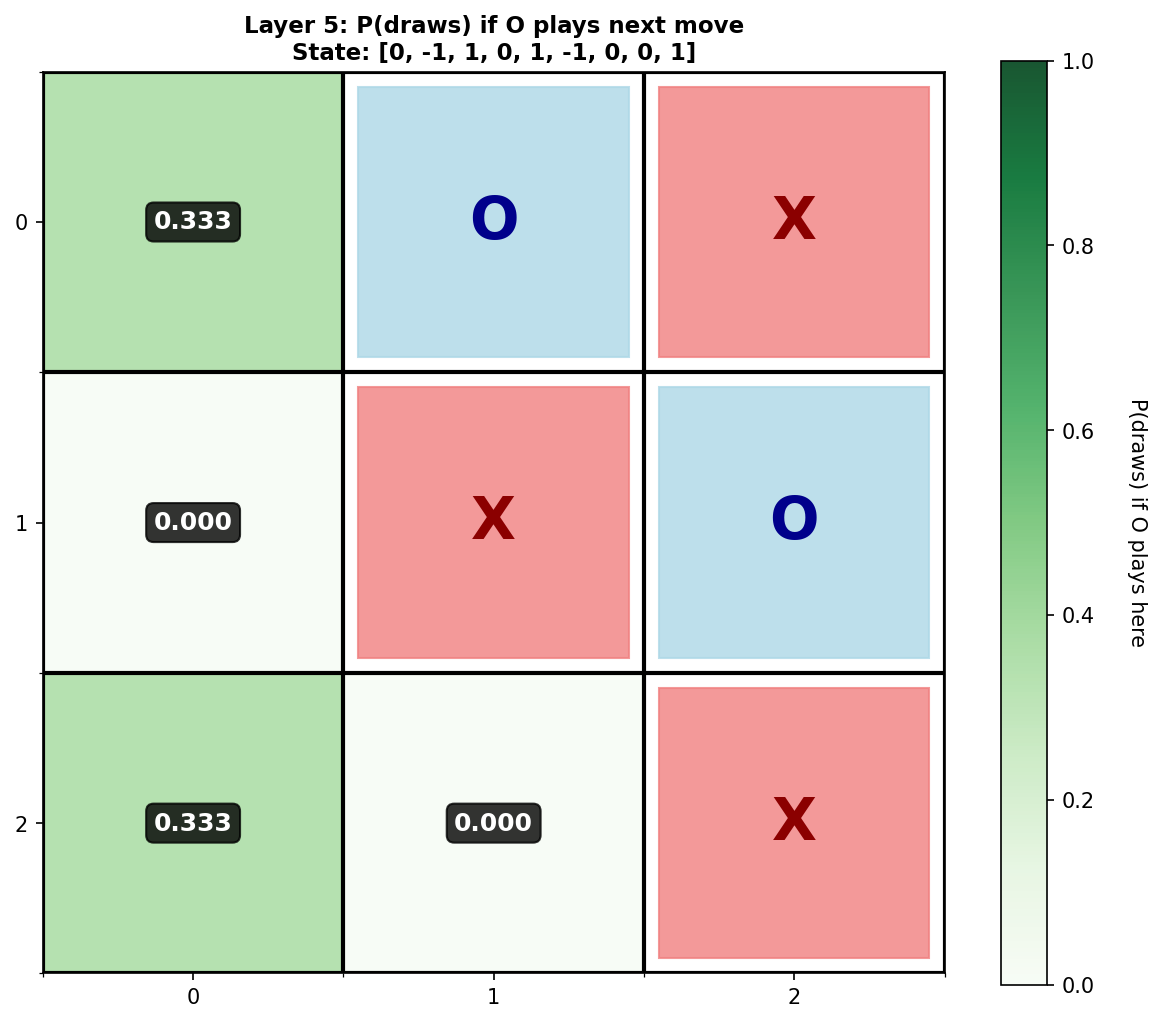 Layer 5: P(draws) if O plays next move
State: [0, -1, 1, 0, 1, -1, 0, 0, 1]
0
0.333
O
X
1
0.000
X
O
2
0.333
0.000
X
0
1
2
1.0
0.8
0.6
0.4
0.2
0.0
P(draws) if O plays here